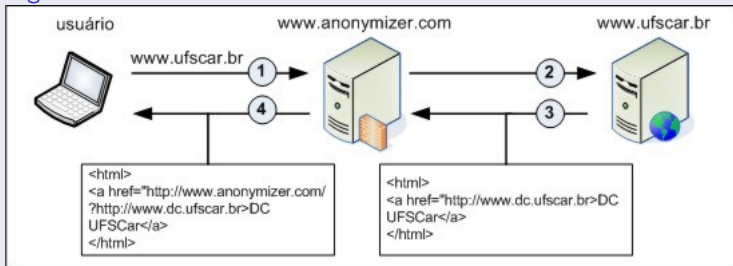 usuário
www.anonymizer.com
www.ufscar.br
www.ufscar.br
1
2
4
3
<html>
<a href="http://www.anonymizer.com/
?http://www.dc.ufscar.br>DC
UFSCar</a>
</html>
<html>
<a href="http://www.dc.ufscar.br>DC
UFSCar</a>
</html>